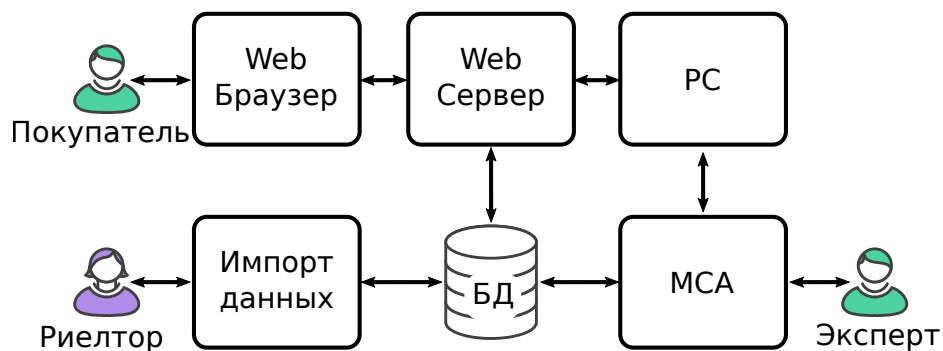 Web
Браузер
Web
Сервер
РС
Покупатель
Импорт
данных
БД
МСА
Риелтор
Эксперт